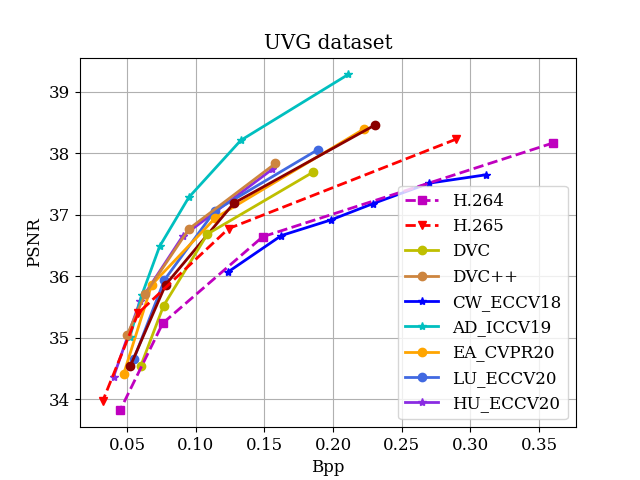 UVG dataset
PSNR
39
38
37
36
35
34
H.264
H.265
DVC
DVC++
CW_ECCV18
AD_ICCV19
EA_CVPR20
LU_ECCV20
HU_ECCV20
0.05 0.10 0.15 0.20 0.25 0.30 0.35
Bpp